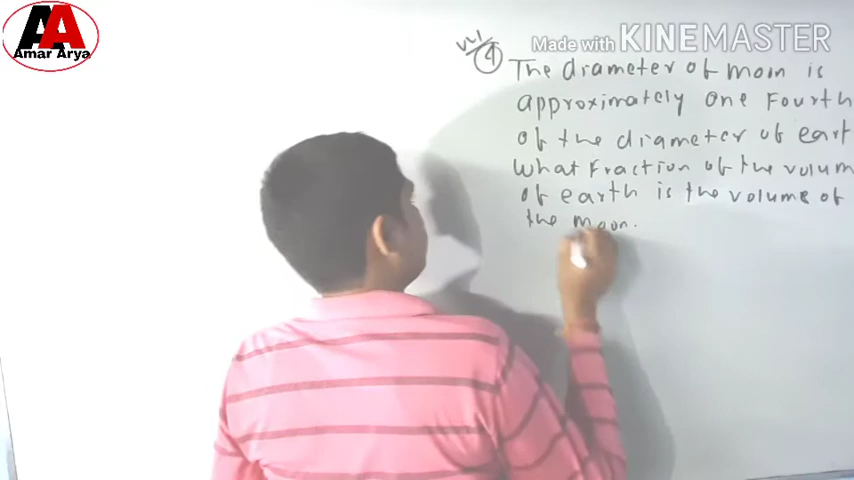 AA
Amar Arya
Made with KINEMASTER
4 The diameter of moon is
approximately one Fourth
of the diameter of eart
What Fraction of the volum
of earth is the volume of
the moon.